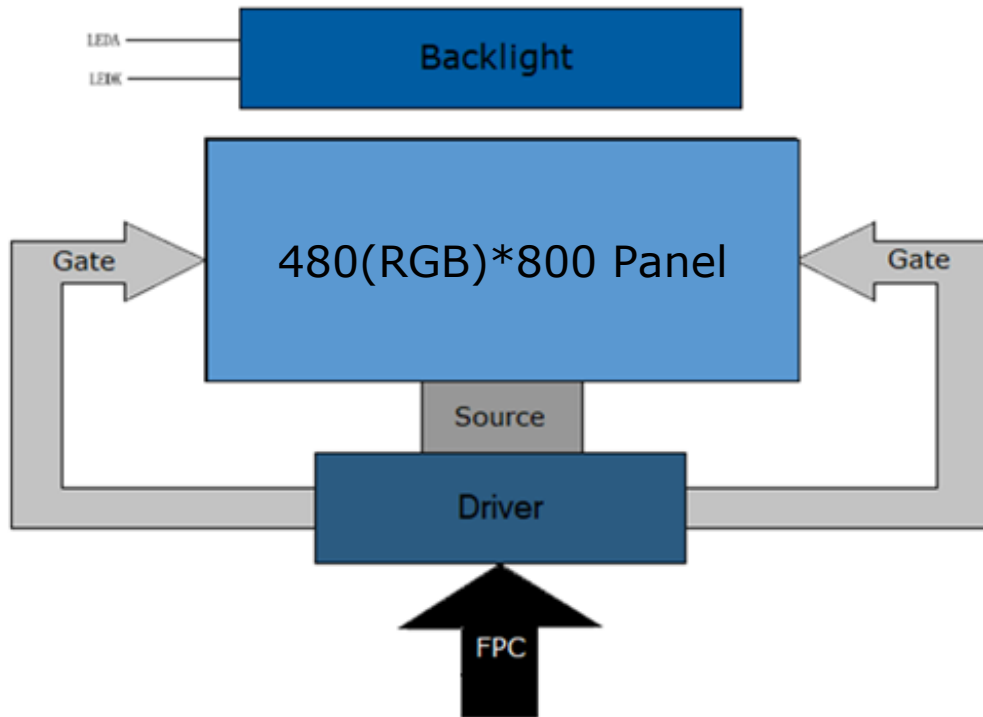 LEDA
LEDK
Backlight
480(RGB)*800 Panel
Gate
Gate
Source
Driver
FPC